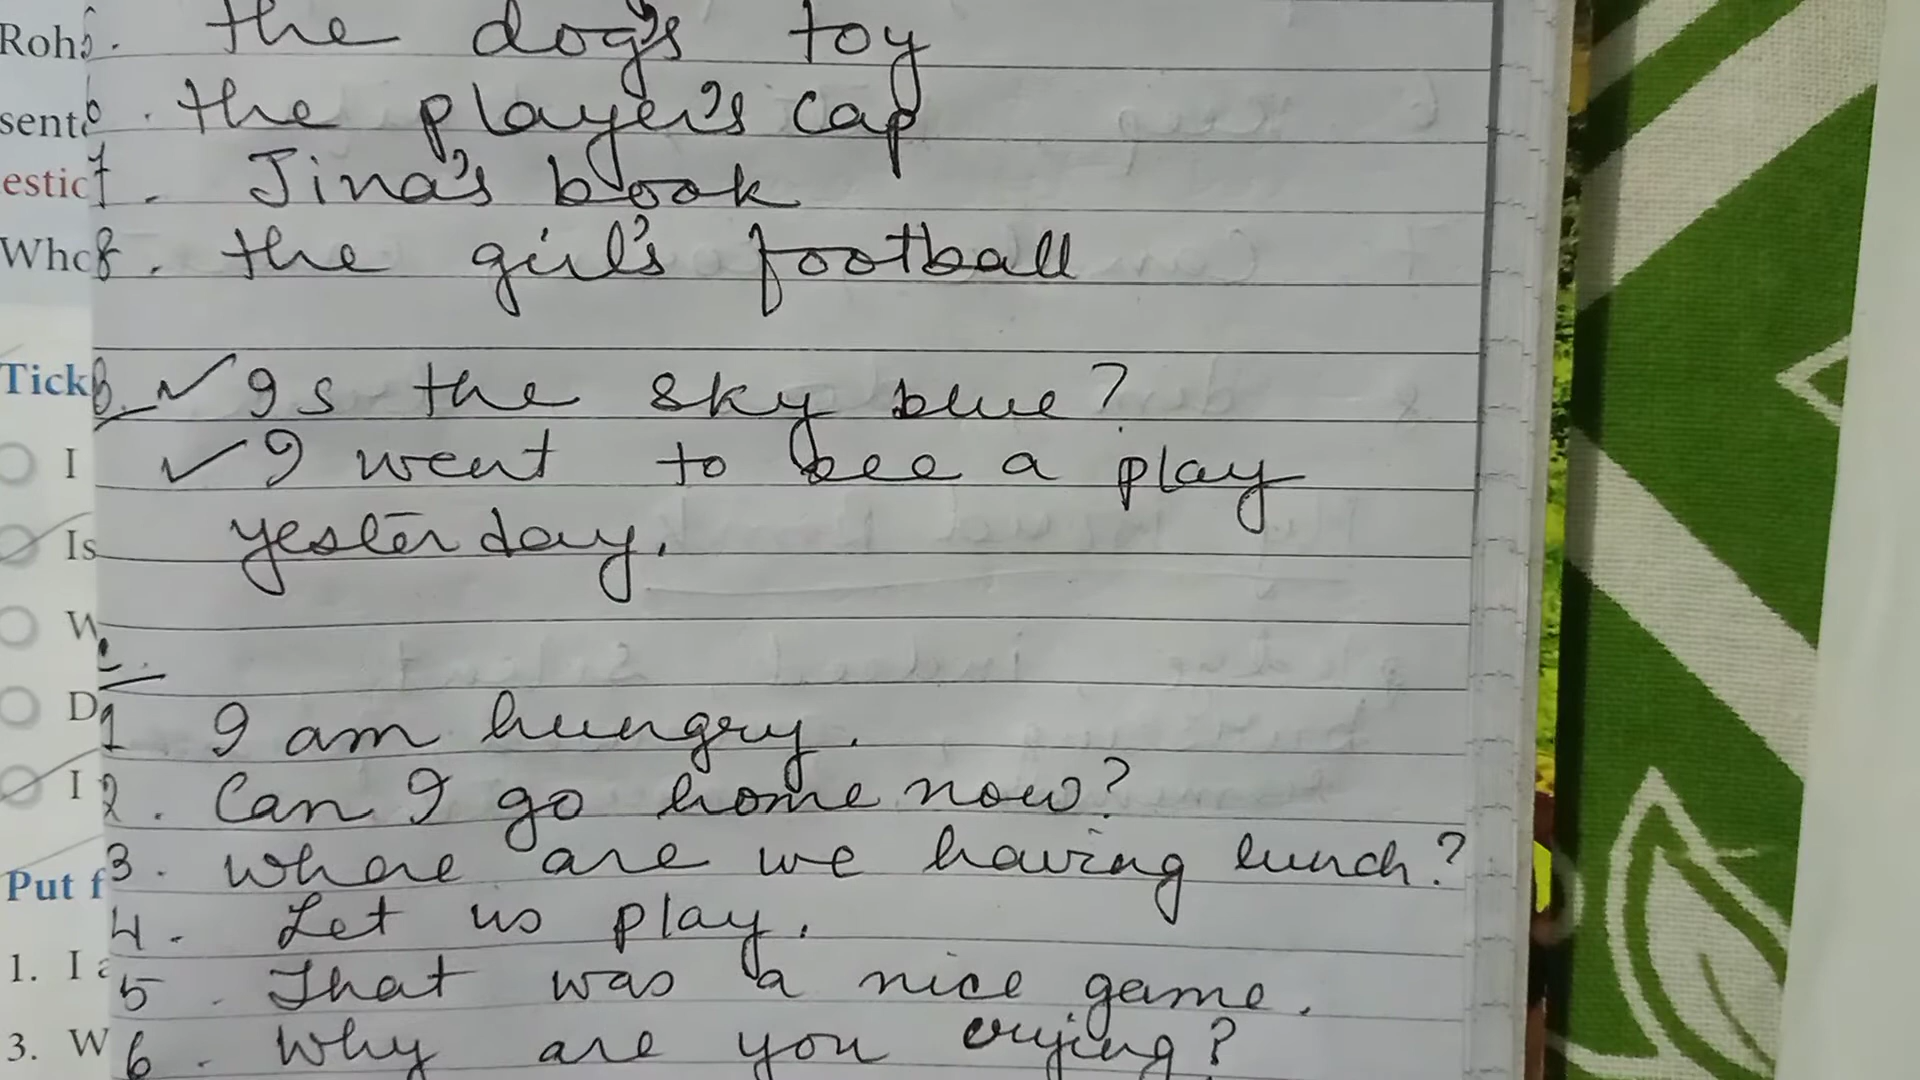 Roh 5. the dog's toy
sente 6. the player's cap
estic 7. Jina's book
Who 8. the girl's football
Tick B. ✓ Is the sky blue?
I ✓ I went to see a play
Is yesterday.
W
D
1 I am hungry.
I 2. Can I go home now?
Put f 3. Where are we having lunch?
4. Let us play.
1. I a 5. That was a nice game.
3. W 6. Why are you crying?